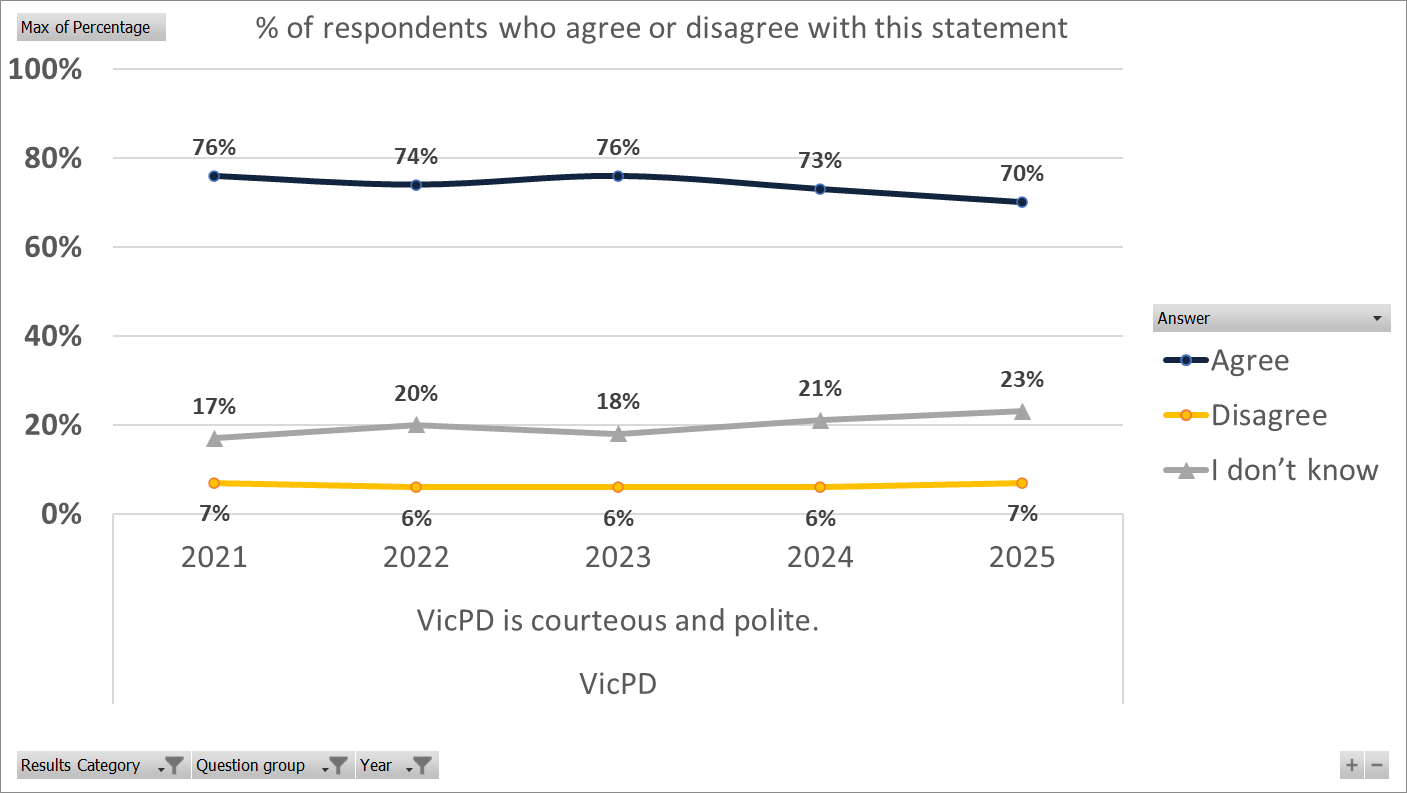 Max of Percentage
% of respondents who agree or disagree with this statement
100%
80%
60%
40%
20%
0%
76%
74%
76%
73%
70%
17%
20%
18%
21%
23%
7%
6%
6%
6%
7%
2021
2022
2023
2024
2025
VicPD is courteous and polite.
VicPD
Answer
Agree
Disagree
I don’t know
Results Category
Question group
Year
+
−